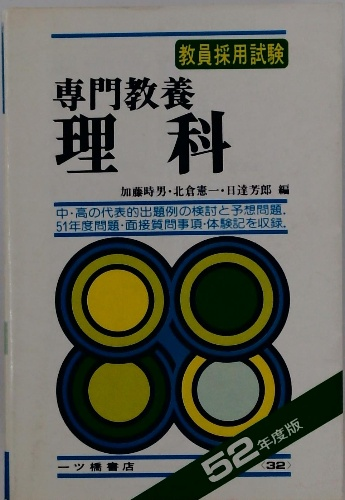 教員採用試験
専門教養
理科
加藤時男・北倉憲一・日達芳郎 編
中・高の代表的出題例の検討と予想問題.
51年度問題・面接質問事項・体験記を収録.
52年度版
一ツ橋書店
(32)